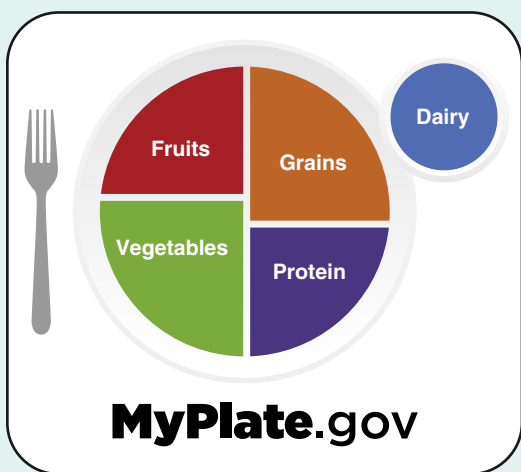 Dairy
Fruits
Grains
Vegetables
Protein
MyPlate.gov